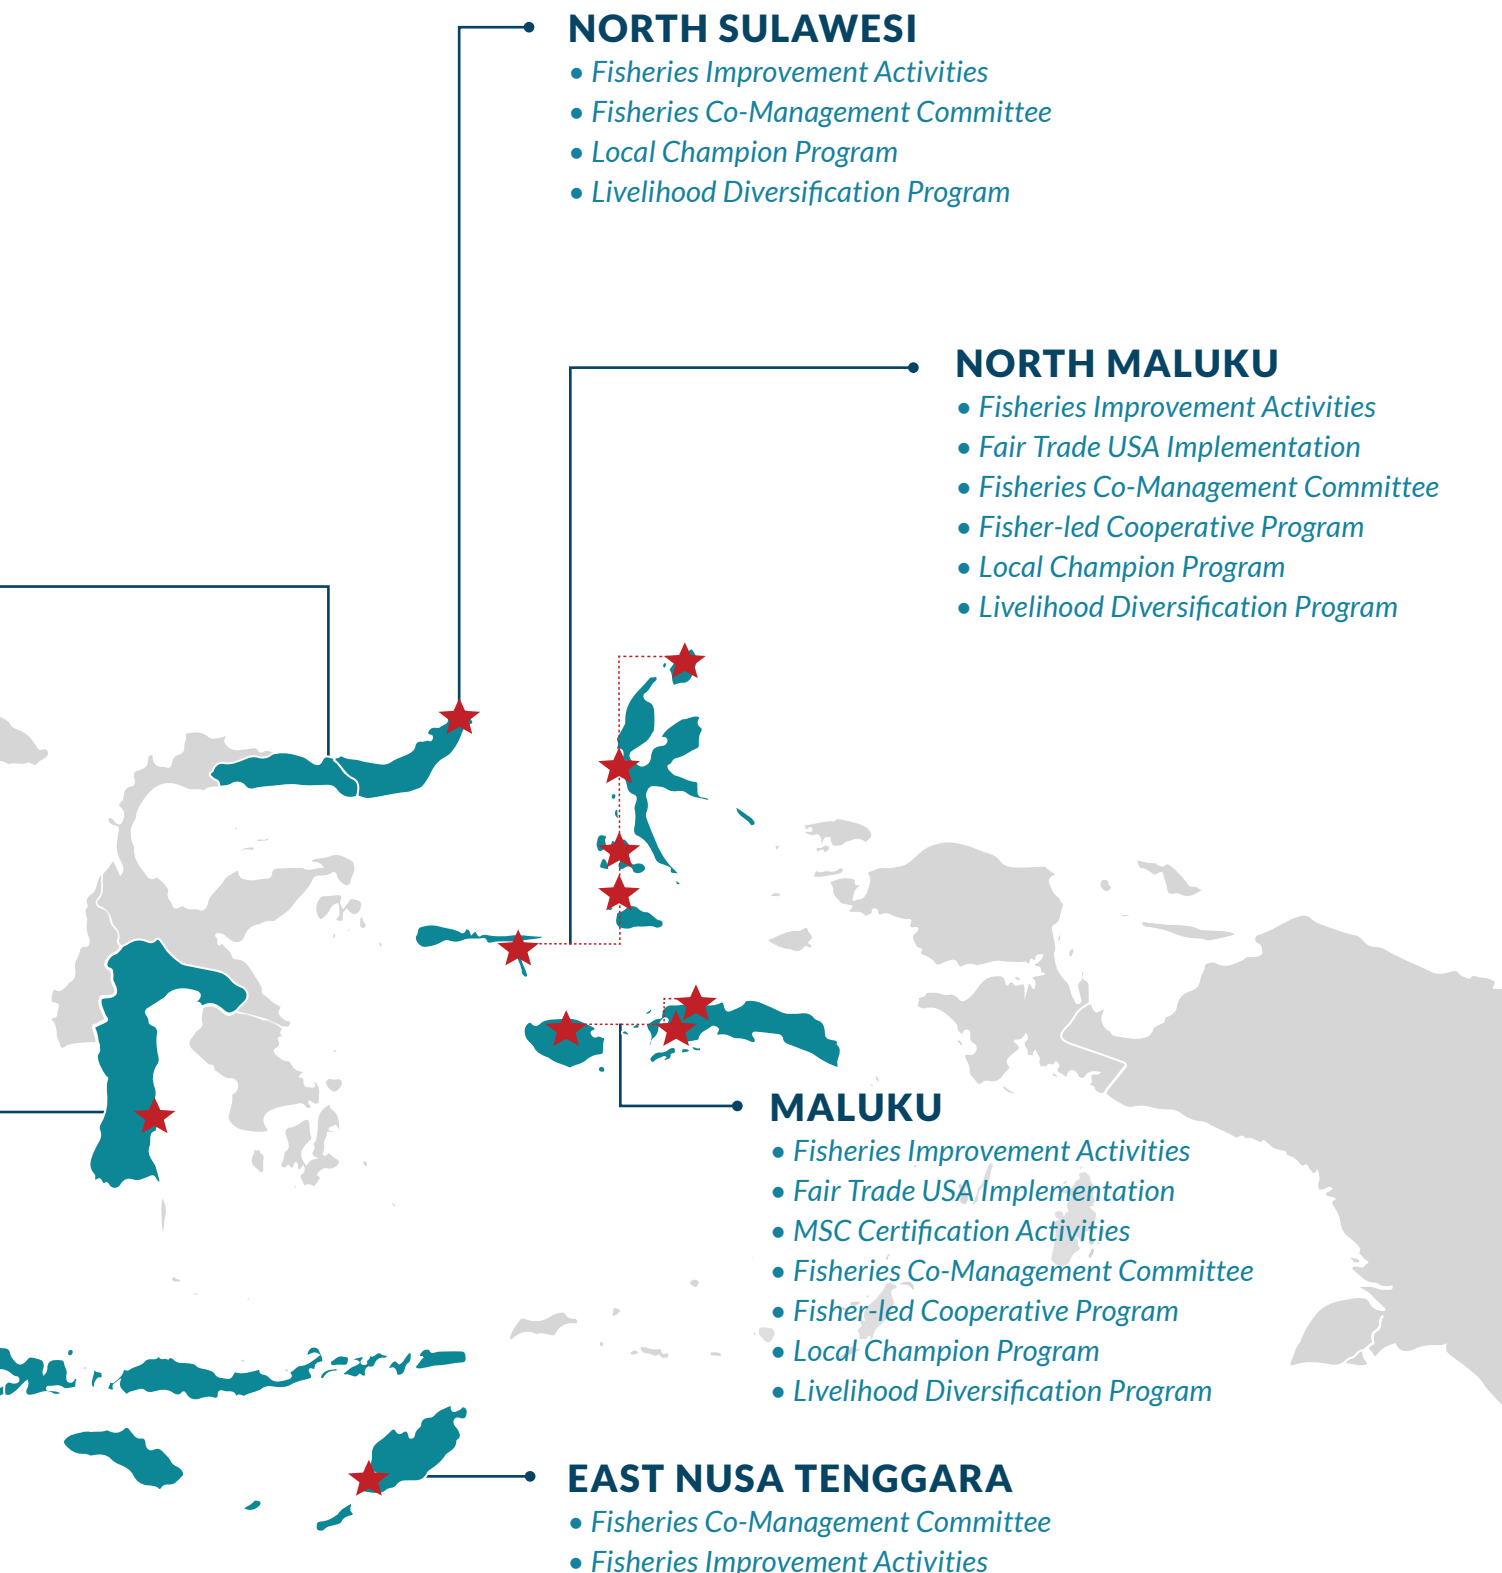 NORTH SULAWESI
• Fisheries Improvement Activities
• Fisheries Co-Management Committee
• Local Champion Program
• Livelihood Diversification Program
NORTH MALUKU
• Fisheries Improvement Activities
• Fair Trade USA Implementation
• Fisheries Co-Management Committee
• Fisher-led Cooperative Program
• Local Champion Program
• Livelihood Diversification Program
MALUKU
• Fisheries Improvement Activities
• Fair Trade USA Implementation
• MSC Certification Activities
• Fisheries Co-Management Committee
• Fisher-led Cooperative Program
• Local Champion Program
• Livelihood Diversification Program
EAST NUSA TENGGARA
• Fisheries Co-Management Committee
• Fisheries Improvement Activities